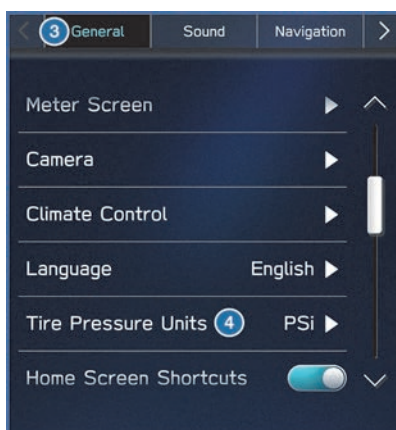 3 General Sound Navigation
Meter Screen
Camera
Climate Control
Language English
Tire Pressure Units 4 PSi
Home Screen Shortcuts